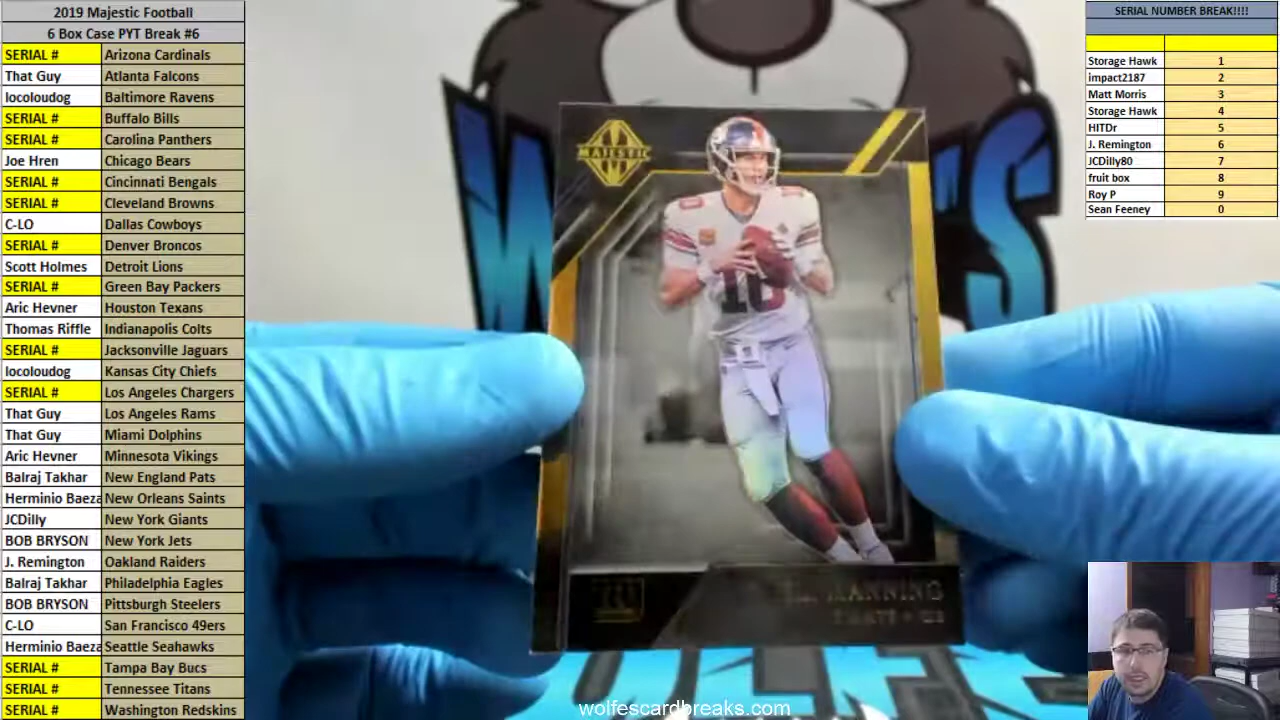 2019 Majestic Football
6 Box Case PYT Break #6
SERIAL # Arizona Cardinals
That Guy Atlanta Falcons
locoloudog Baltimore Ravens
SERIAL # Buffalo Bills
SERIAL # Carolina Panthers
Joe Hren Chicago Bears
SERIAL # Cincinnati Bengals
SERIAL # Cleveland Browns
C-LO Dallas Cowboys
SERIAL # Denver Broncos
Scott Holmes Detroit Lions
SERIAL # Green Bay Packers
Aric Hevner Houston Texans
Thomas Riffle Indianapolis Colts
SERIAL # Jacksonville Jaguars
locoloudog Kansas City Chiefs
SERIAL # Los Angeles Chargers
That Guy Los Angeles Rams
That Guy Miami Dolphins
Aric Hevner Minnesota Vikings
Balraj Takhar New England Pats
Herminio Baeza New Orleans Saints
JCDilly New York Giants
BOB BRYSON New York Jets
J. Remington Oakland Raiders
Balraj Takhar Philadelphia Eagles
BOB BRYSON Pittsburgh Steelers
C-LO San Francisco 49ers
Herminio Baeza Seattle Seahawks
SERIAL # Tampa Bay Bucs
SERIAL # Tennessee Titans
SERIAL # Washington Redskins
MAJESTIC
10
10
MANNING
wolfescardbreaks.com
SERIAL NUMBER BREAK!!!!
Storage Hawk 1
impact2187 2
Matt Morris 3
Storage Hawk 4
HITDr 5
J. Remington 6
JCDilly80 7
fruit box 8
Roy P 9
Sean Feeney 0